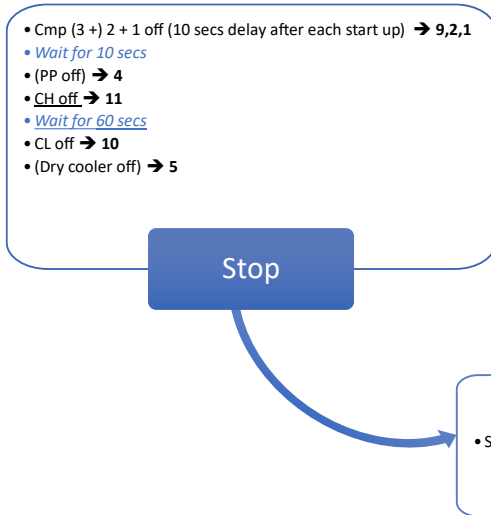 • Cmp (3 +) 2 + 1 off (10 secs delay after each start up) ➔ 9,2,1
• Wait for 10 secs
• (PP off) ➔ 4
• CH off ➔ 11
• Wait for 60 secs
• CL off ➔ 10
• (Dry cooler off) ➔ 5
Stop
• S